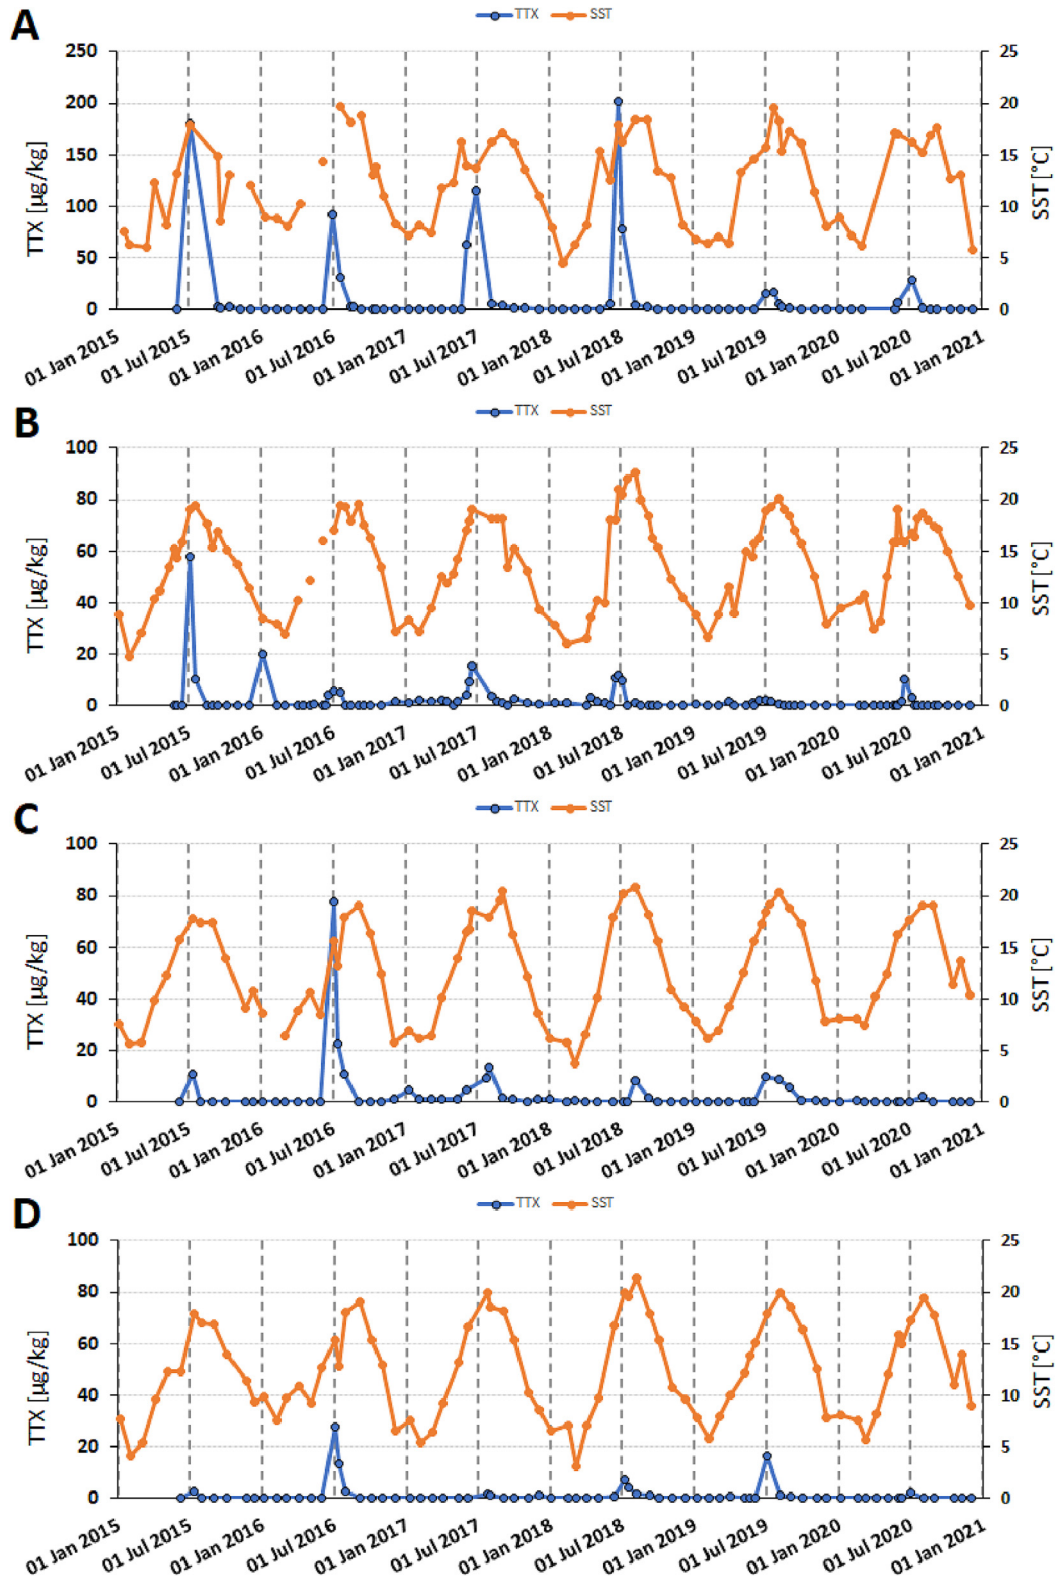 A
TTX SST
250
200
150
100
50
0
TTX [µg/kg]
25
20
15
10
5
0
SST [°C]
01 Jan 2015
01 Jul 2015
01 Jan 2016
01 Jul 2016
01 Jan 2017
01 Jul 2017
01 Jan 2018
01 Jul 2018
01 Jan 2019
01 Jul 2019
01 Jan 2020
01 Jul 2020
01 Jan 2021
B
TTX SST
100
80
60
40
20
0
TTX [µg/kg]
25
20
15
10
5
0
SST [°C]
01 Jan 2015
01 Jul 2015
01 Jan 2016
01 Jul 2016
01 Jan 2017
01 Jul 2017
01 Jan 2018
01 Jul 2018
01 Jan 2019
01 Jul 2019
01 Jan 2020
01 Jul 2020
01 Jan 2021
C
TTX SST
100
80
60
40
20
0
TTX [µg/kg]
25
20
15
10
5
0
SST [°C]
01 Jan 2015
01 Jul 2015
01 Jan 2016
01 Jul 2016
01 Jan 2017
01 Jul 2017
01 Jan 2018
01 Jul 2018
01 Jan 2019
01 Jul 2019
01 Jan 2020
01 Jul 2020
01 Jan 2021
D
TTX SST
100
80
60
40
20
0
TTX [µg/kg]
25
20
15
10
5
0
SST [°C]
01 Jan 2015
01 Jul 2015
01 Jan 2016
01 Jul 2016
01 Jan 2017
01 Jul 2017
01 Jan 2018
01 Jul 2018
01 Jan 2019
01 Jul 2019
01 Jan 2020
01 Jul 2020
01 Jan 2021